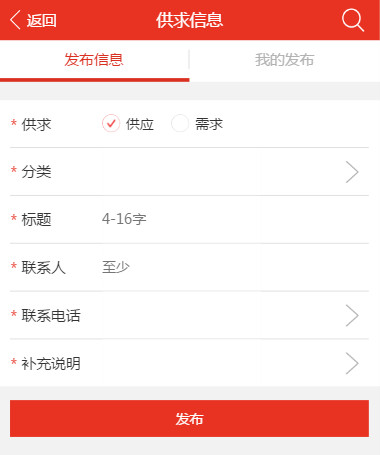 返回 供求信息
发布信息 我的发布
* 供求 供应 需求
* 分类
* 标题 4-16字
* 联系人 至少
* 联系电话
* 补充说明
发布